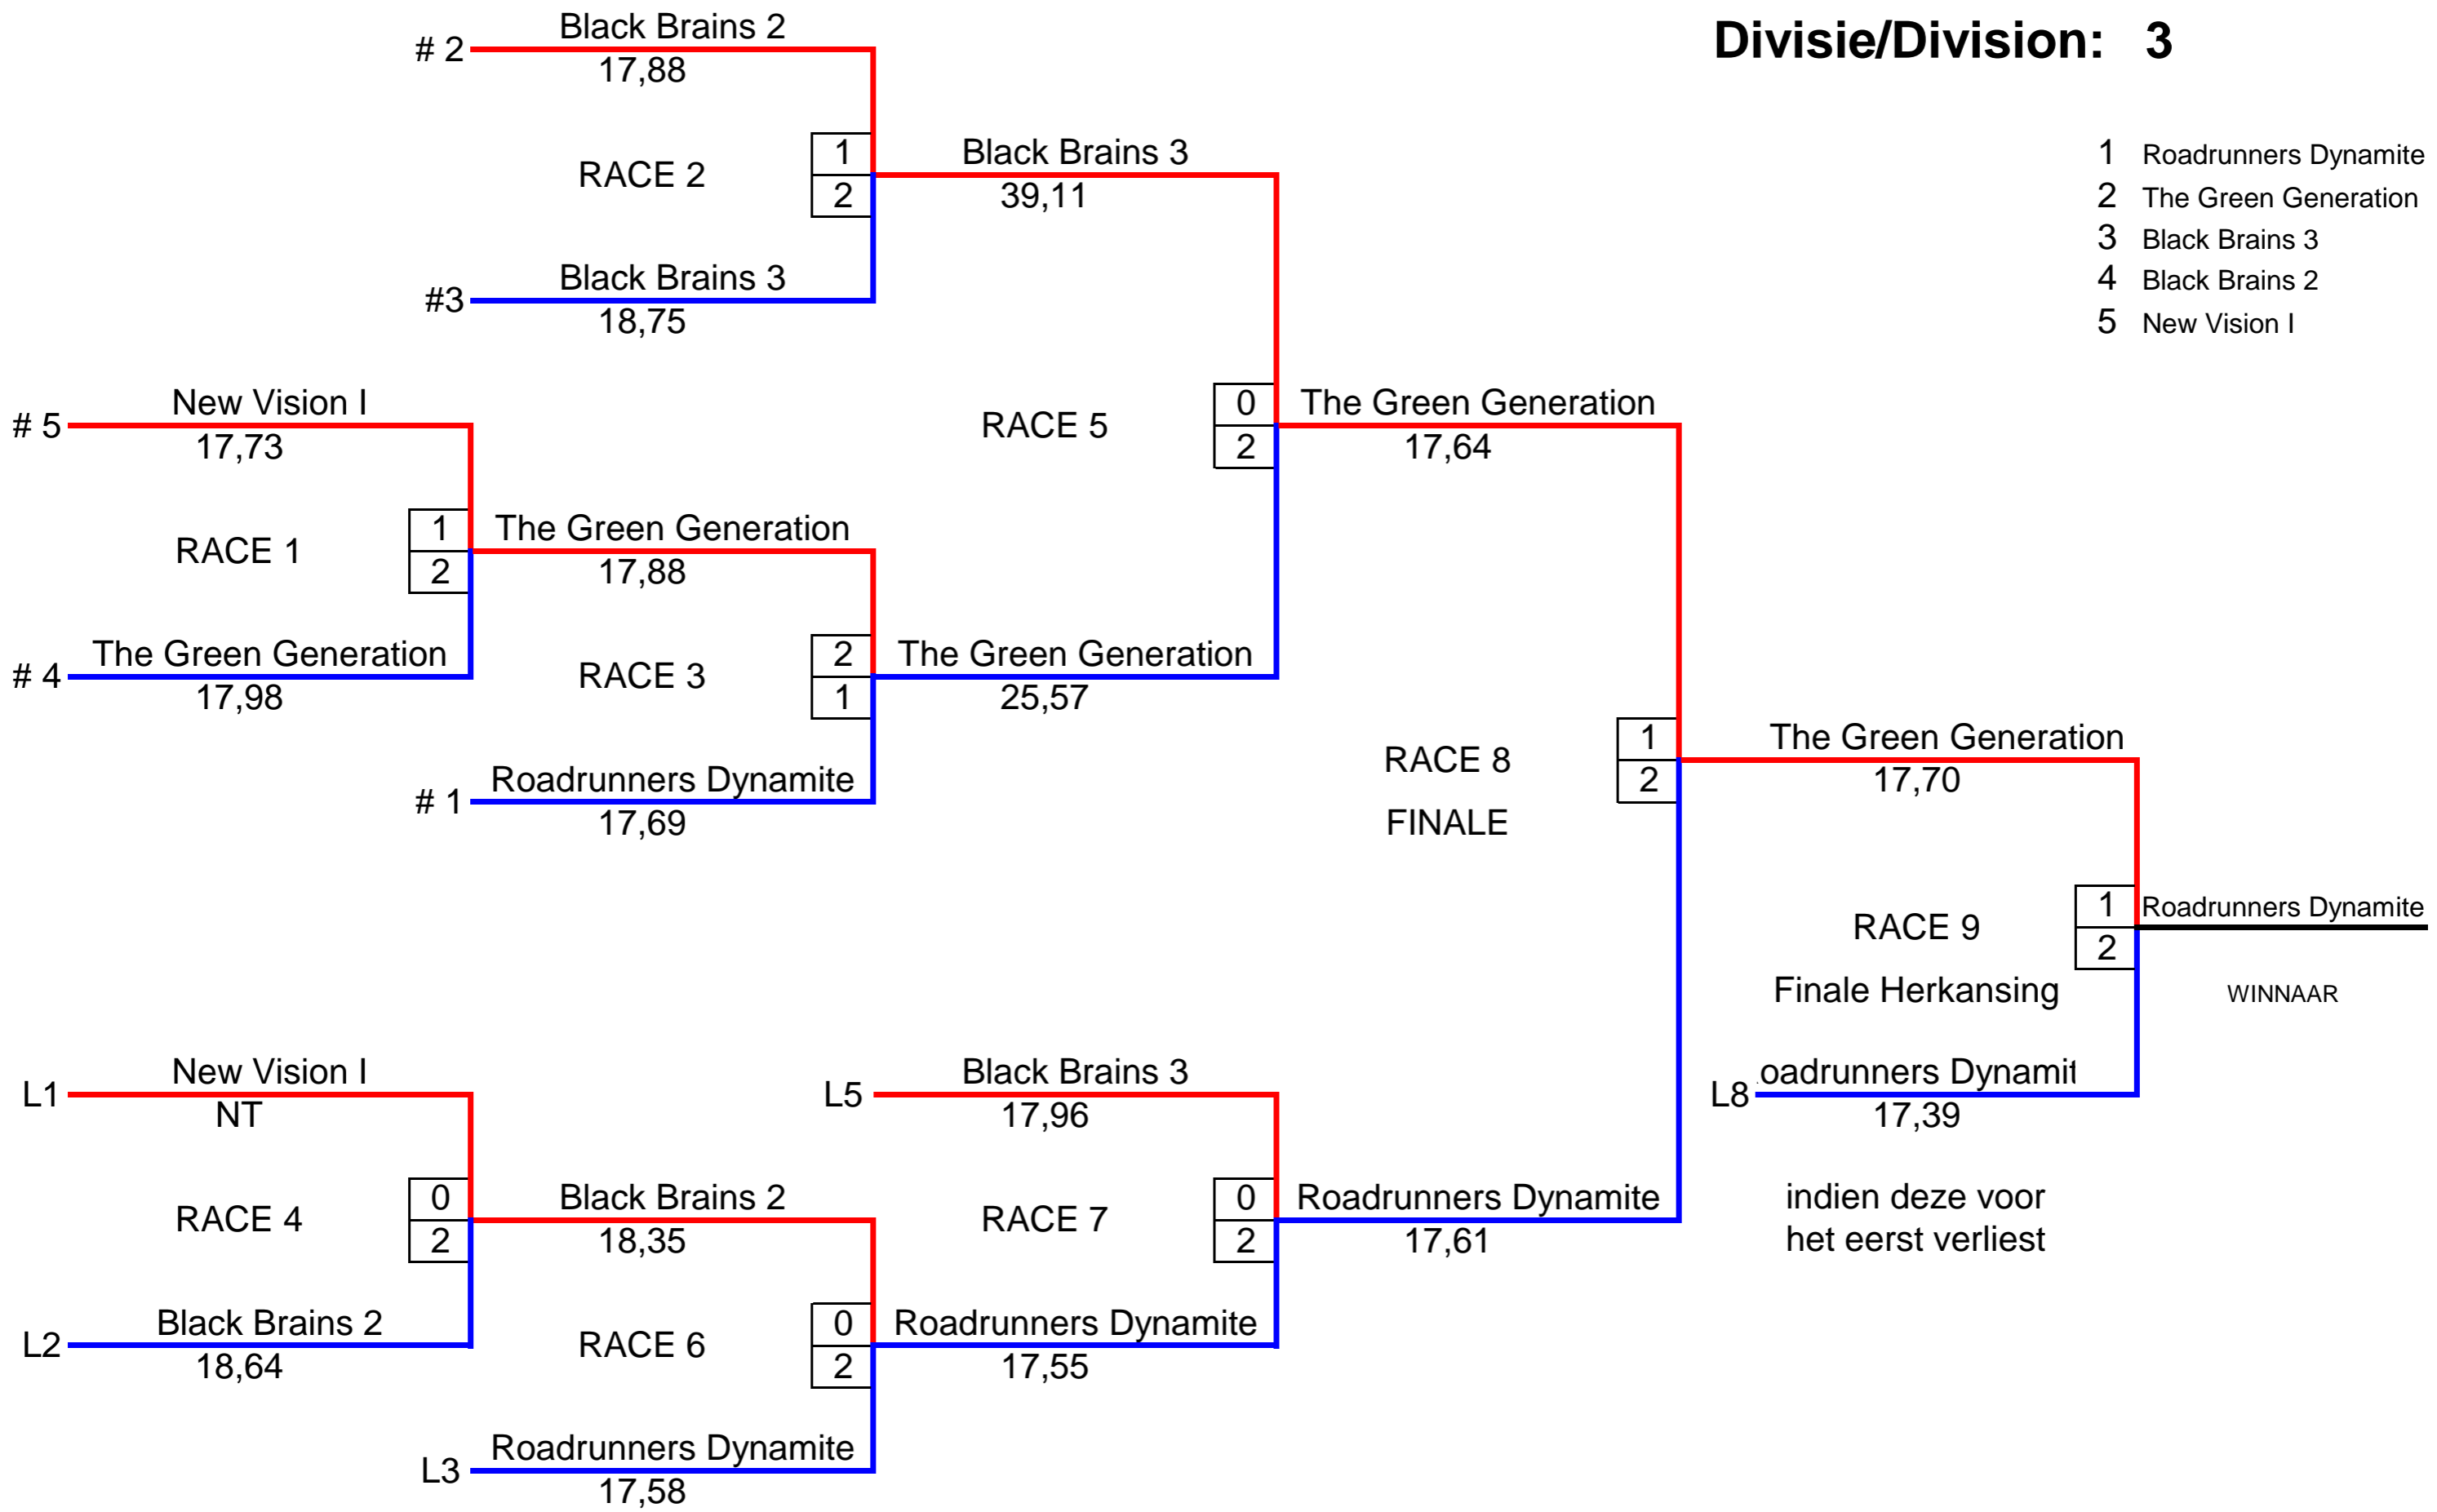 Divisie/Division: 3
1 Roadrunners Dynamite
2 The Green Generation
3 Black Brains 3
4 Black Brains 2
5 New Vision I
# 2
Black Brains 2
17,88
RACE 2
1
2
#3
Black Brains 3
18,75
Black Brains 3
39,11
# 5
New Vision I
17,73
RACE 1
1
2
# 4
The Green Generation
17,98
The Green Generation
17,88
RACE 3
2
1
# 1
Roadrunners Dynamite
17,69
The Green Generation
25,57
RACE 5
0
2
The Green Generation
17,64
RACE 8
FINALE
1
2
The Green Generation
17,70
RACE 9
Finale Herkansing
1
2
Roadrunners Dynamite
WINNAAR
L8
oadrunners Dynamit
17,39
indien deze voor
het eerst verliest
L1
New Vision I
NT
RACE 4
0
2
L2
Black Brains 2
18,64
Black Brains 2
18,35
RACE 6
0
2
L3
Roadrunners Dynamite
17,58
L5
Black Brains 3
17,96
RACE 7
0
2
Roadrunners Dynamite
17,55
Roadrunners Dynamite
17,61